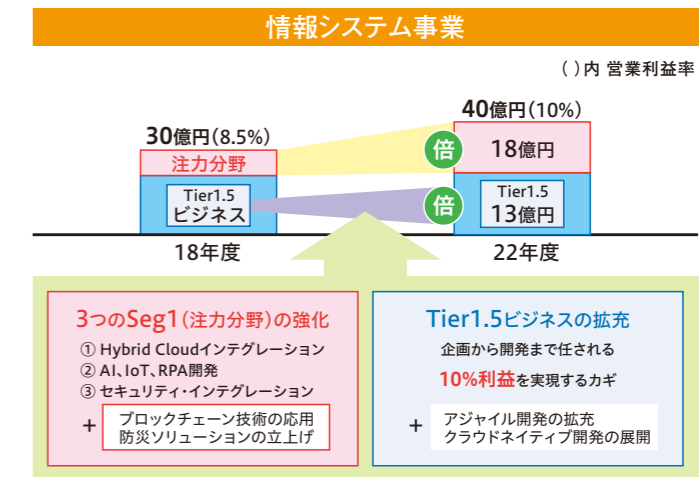 情報システム事業
( )内 営業利益率
30億円(8.5%)
注力分野
Tier1.5
ビジネス
18年度
40億円(10%)
倍
18億円
倍
Tier1.5
13億円
22年度
3つのSeg1(注力分野)の強化
① Hybrid Cloudインテグレーション
② AI、IoT、RPA開発
③ セキュリティ・インテグレーション
+
ブロックチェーン技術の応用
防災ソリューションの立上げ
Tier1.5ビジネスの拡充
企画から開発まで任される
10%利益を実現するカギ
+
アジャイル開発の拡充
クラウドネイティブ開発の展開